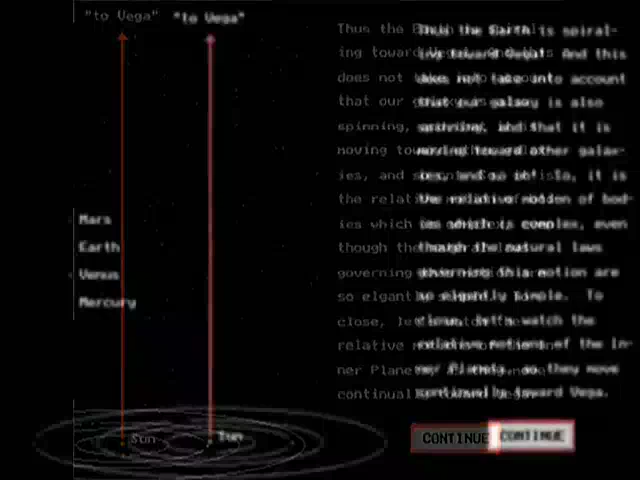 "to Vega" "to Vega"
Thus the Earth is spiral-
ing toward Vega! And this
does not take into account
that our galaxy is also
spinning, and that it is
moving toward other galax-
ies, and so it is
the relative motion of bod-
ies which is complex, even
though the natural laws
governing this motion are
so elgantly simple. To
close, let's watch the
relative motions of the In-
ner Planets, as they move
continually toward Vega.
Mars
Earth
Venus
Mercury
Sun Sun
CONTINUE CONTINUE